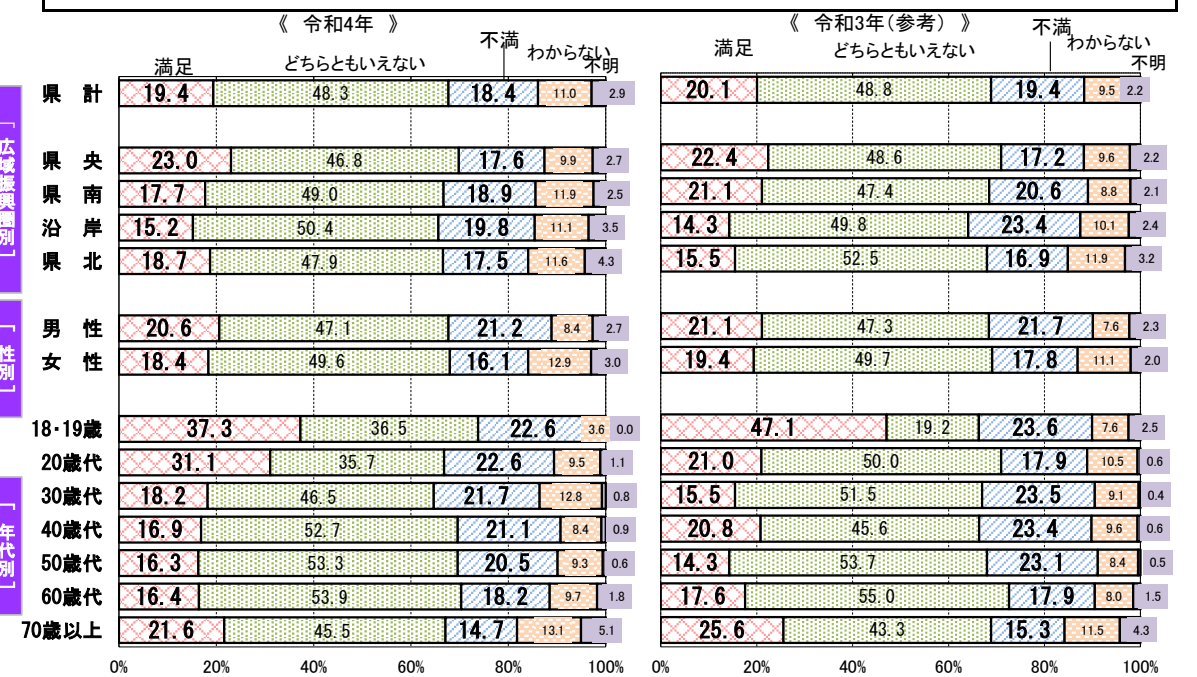 《 令和4年 》
《 令和3年(参考) 》
満足 どちらともいえない 不満 わからない 不明
満足 どちらともいえない 不満 わからない 不明
県 計 19.4 48.3 18.4 11.0 2.9 20.1 48.8 19.4 9.5 2.2
[広域振興圏別]
県 央 23.0 46.8 17.6 9.9 2.7 22.4 48.6 17.2 9.6 2.2
県 南 17.7 49.0 18.9 11.9 2.5 21.1 47.4 20.6 8.8 2.1
沿 岸 15.2 50.4 19.8 11.1 3.5 14.3 49.8 23.4 10.1 2.4
県 北 18.7 47.9 17.5 11.6 4.3 15.5 52.5 16.9 11.9 3.2
[性別]
男 性 20.6 47.1 21.2 8.4 2.7 21.1 47.3 21.7 7.6 2.3
女 性 18.4 49.6 16.1 12.9 3.0 19.4 49.7 17.8 11.1 2.0
[年代別]
18・19歳 37.3 36.5 22.6 3.6 0.0 47.1 19.2 23.6 7.6 2.5
20歳代 31.1 35.7 22.6 9.5 1.1 21.0 50.0 17.9 10.5 0.6
30歳代 18.2 46.5 21.7 12.8 0.8 15.5 51.5 23.5 9.1 0.4
40歳代 16.9 52.7 21.1 8.4 0.9 20.8 45.6 23.4 9.6 0.6
50歳代 16.3 53.3 20.5 9.3 0.6 14.3 53.7 23.1 8.4 0.5
60歳代 16.4 53.9 18.2 9.7 1.8 17.6 55.0 17.9 8.0 1.5
70歳以上 21.6 45.5 14.7 13.1 5.1 25.6 43.3 15.3 11.5 4.3
0% 20% 40% 60% 80% 100% 0% 20% 40% 60% 80% 100%